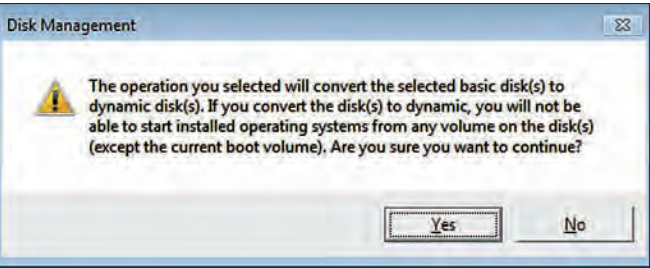 Disk Management
The operation you selected will convert the selected basic disk(s) to
dynamic disk(s). If you convert the disk(s) to dynamic, you will not be
able to start installed operating systems from any volume on the disk(s)
(except the current boot volume). Are you sure you want to continue?
Yes No